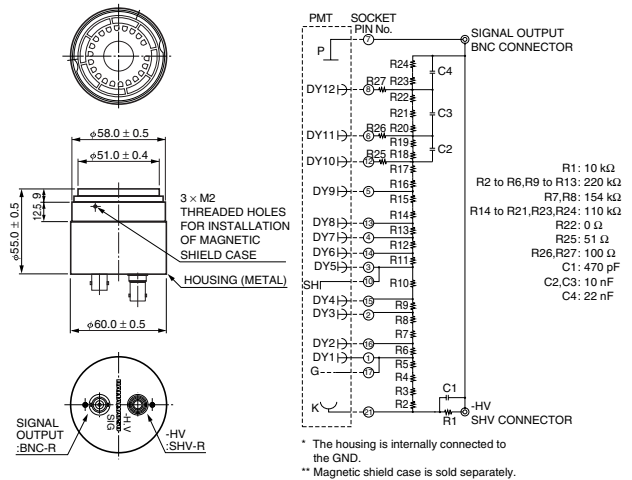 φ58.0 ± 0.5
φ51.0 ± 0.4
φ55.0 ± 0.5
12.5
9
3 × M2
THREADED HOLES
FOR INSTALLATION
OF MAGNETIC
SHIELD CASE
HOUSING (METAL)
φ60.0 ± 0.5
SIGNAL
OUTPUT
:BNC-R
SIG
-H.V
-HV
:SHV-R
PMT
SOCKET
PIN No.
SIGNAL OUTPUT
BNC CONNECTOR
P
7
R24
C4
R27 R23
DY12
8
R22
R21
C3
R26 R20
DY11
6
R19
C2
R25 R18
DY10
12
R17
R16
DY9
5
R15
R14
DY8
13
R13
DY7
4
R12
DY6
14
R11
DY5
3
10
R10
SHI
DY4
15
R9
DY3
2
R8
R7
DY2
16
R6
DY1
1
R5
G
17
R4
R3
C1
R2
K
21
R1
-HV
SHV CONNECTOR
R1: 10 kΩ
R2 to R6,R9 to R13: 220 kΩ
R7,R8: 154 kΩ
R14 to R21,R23,R24: 110 kΩ
R22: 0 Ω
R25: 51 Ω
R26,R27: 100 Ω
C1: 470 pF
C2,C3: 10 nF
C4: 22 nF
* The housing is internally connected to
the GND.
** Magnetic shield case is sold separately.